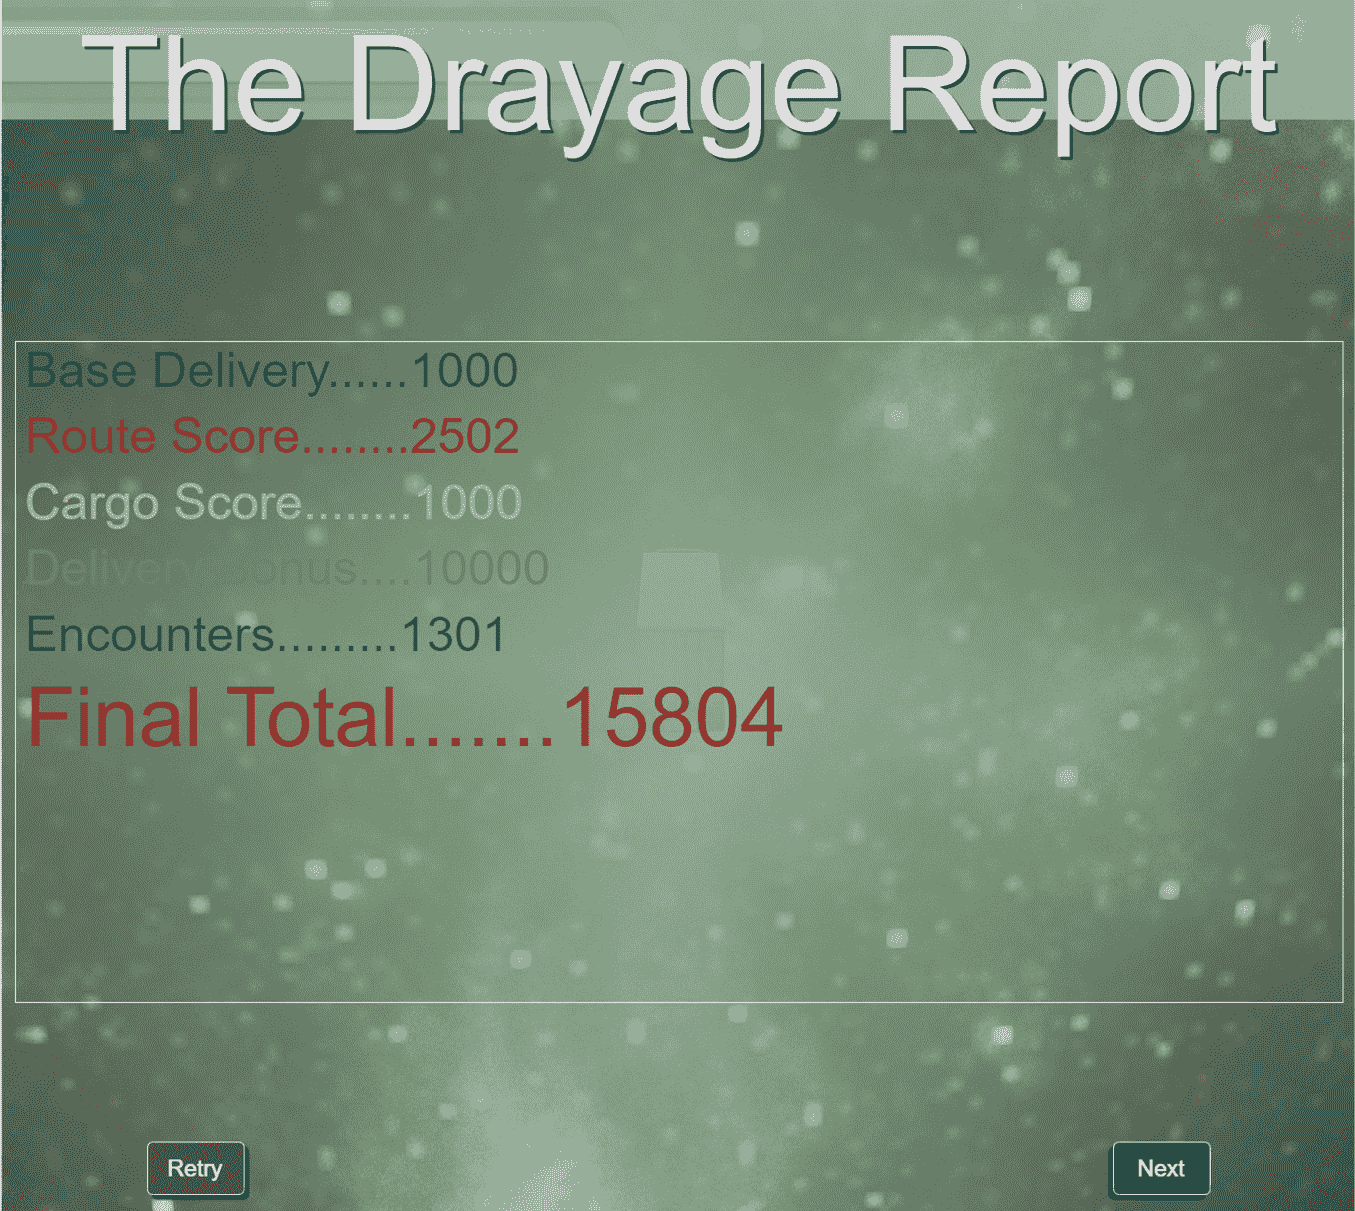 The Drayage Report
Base Delivery......1000
Route Score........2502
Cargo Score........1000
Delivery Bonus....10000
Encounters.........1301
Final Total.......15804
Retry
Next